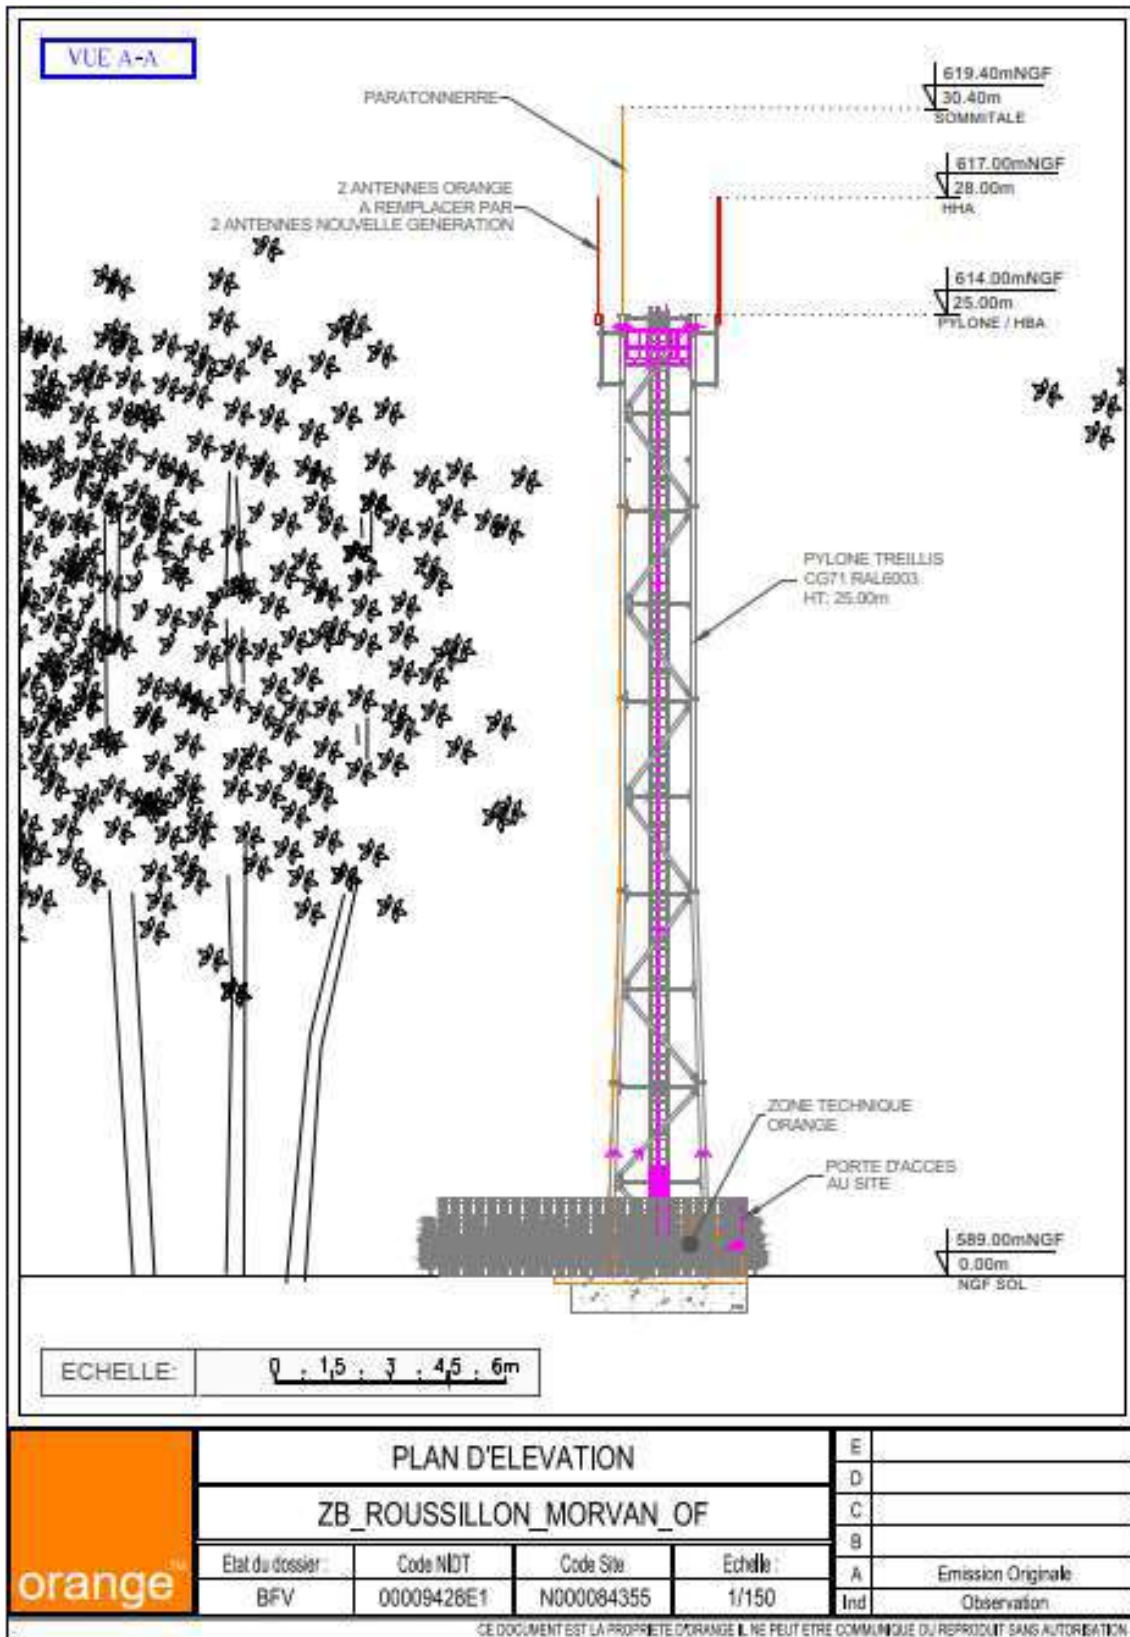 VUE A-A
PARATONNERRE
619.40mNGF
30.40m
SOMMITALE
2 ANTENNES ORANGE
A REMPLACER PAR
2 ANTENNES NOUVELLE GENERATION
617.00mNGF
28.00m
HHA
614.00mNGF
25.00m
PYLONE / HBA
PYLONE TREILLIS
CG71 RAL6003
HT: 25.00m
ZONE TECHNIQUE
ORANGE
PORTE D'ACCES
AU SITE
589.00mNGF
0.00m
NGF SOL
ECHELLE:
0 1,5 3 4,5 6m
orange™
PLAN D'ELEVATION
ZB_ROUSSILLON_MORVAN_OF
Etat du dossier : Code NIDT Code Site Echelle :
BFV 00009428E1 N000084355 1/150
E
D
C
B
A Emission Originale
Ind Observation
CE DOCUMENT EST LA PROPRIETE D'ORANGE IL NE PEUT ETRE COMMUNIQUE OU REPRODUIT SANS AUTORISATION